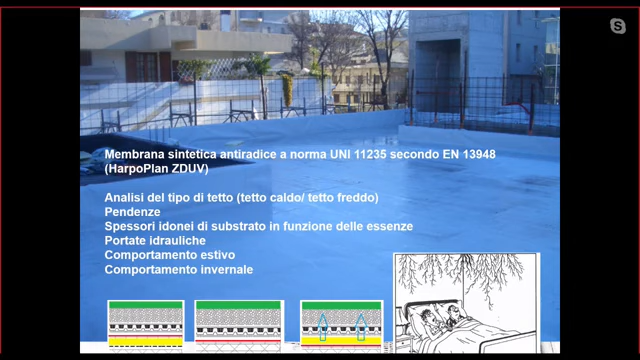 Membrana sintetica antiradice a norma UNI 11235 secondo EN 13948
(HarpoPlan ZDUV)
Analisi del tipo di tetto (tetto caldo/ tetto freddo)
Pendenze
Spessori idonei di substrato in funzione delle essenze
Portate idrauliche
Comportamento estivo
Comportamento invernale